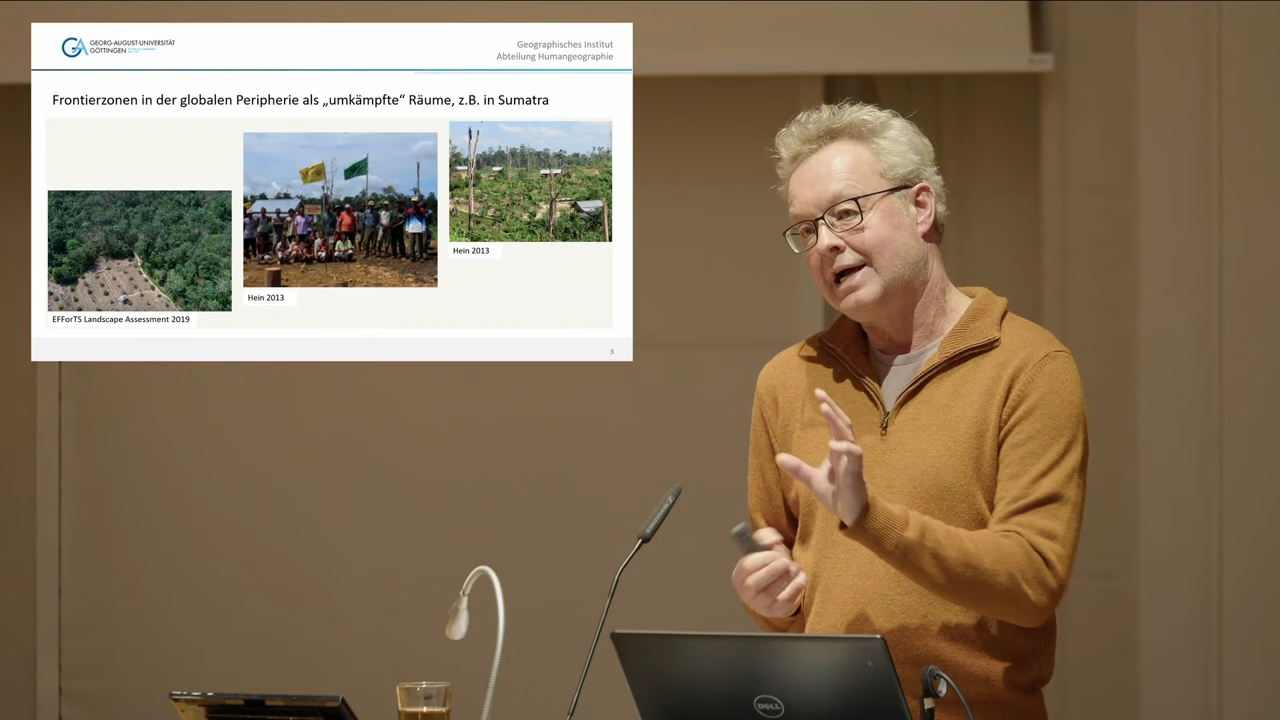 GEORG-AUGUST-UNIVERSITÄT
GÖTTINGEN
Geographisches Institut
Abteilung Humangeographie
Frontierzonen in der globalen Peripherie als „umkämpfte“ Räume, z.B. in Sumatra
Hein 2013
Hein 2013
EFForTS Landscape Assessment 2019
3
DELL